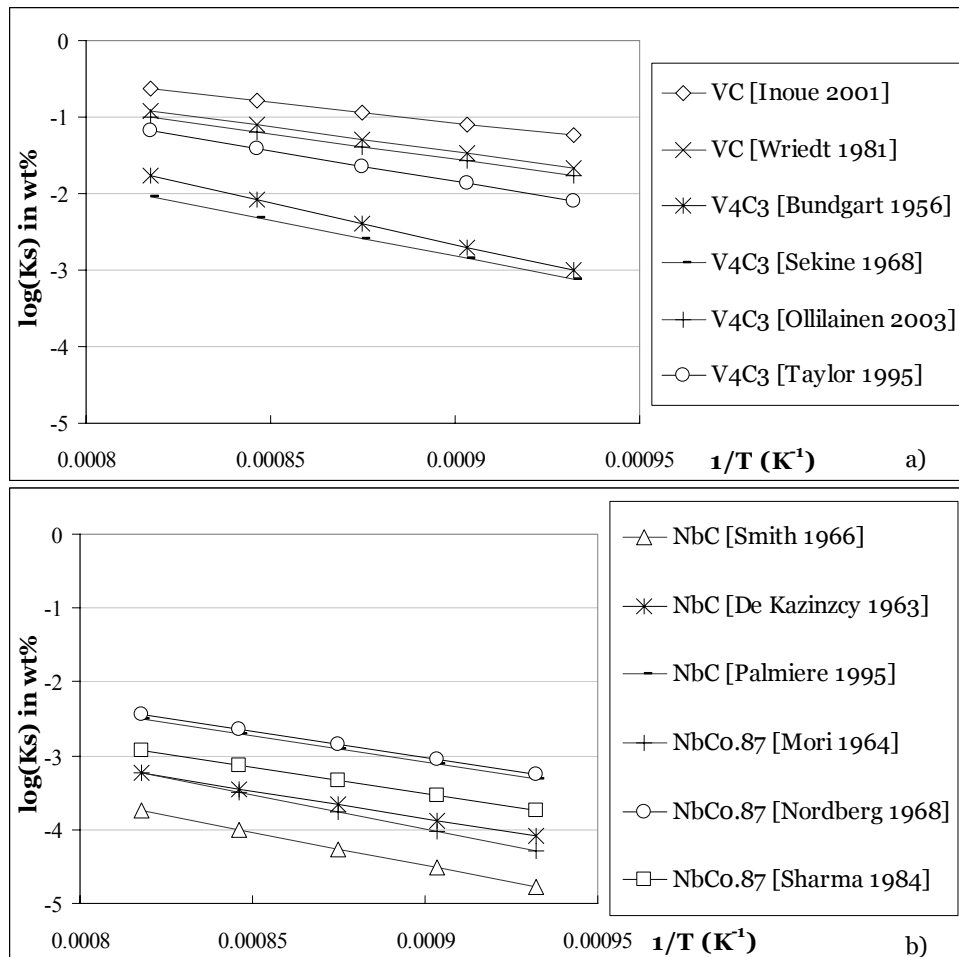 0
-1
-2
-3
-4
-5
log(Ks) in wt%
0.0008
0.00085
0.0009
0.00095
1/T (K-1)
a)
VC [Inoue 2001]
VC [Wriedt 1981]
V4C3 [Bundgart 1956]
V4C3 [Sekine 1968]
V4C3 [Ollilainen 2003]
V4C3 [Taylor 1995]
0
-1
-2
-3
-4
-5
log(Ks) in wt%
0.0008
0.00085
0.0009
0.00095
1/T (K-1)
b)
NbC [Smith 1966]
NbC [De Kazinzcy 1963]
NbC [Palmiere 1995]
NbC0.87 [Mori 1964]
NbC0.87 [Nordberg 1968]
NbC0.87 [Sharma 1984]